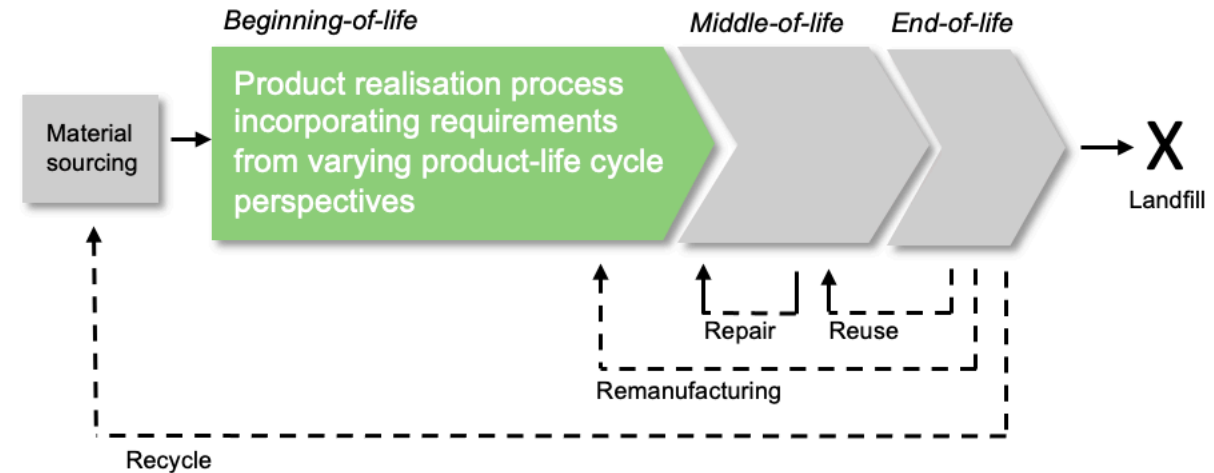 Beginning-of-life
Middle-of-life
End-of-life
Product realisation process
incorporating requirements
from varying product-life cycle
perspectives
Material
sourcing
X
Landfill
Repair
Reuse
Remanufacturing
Recycle